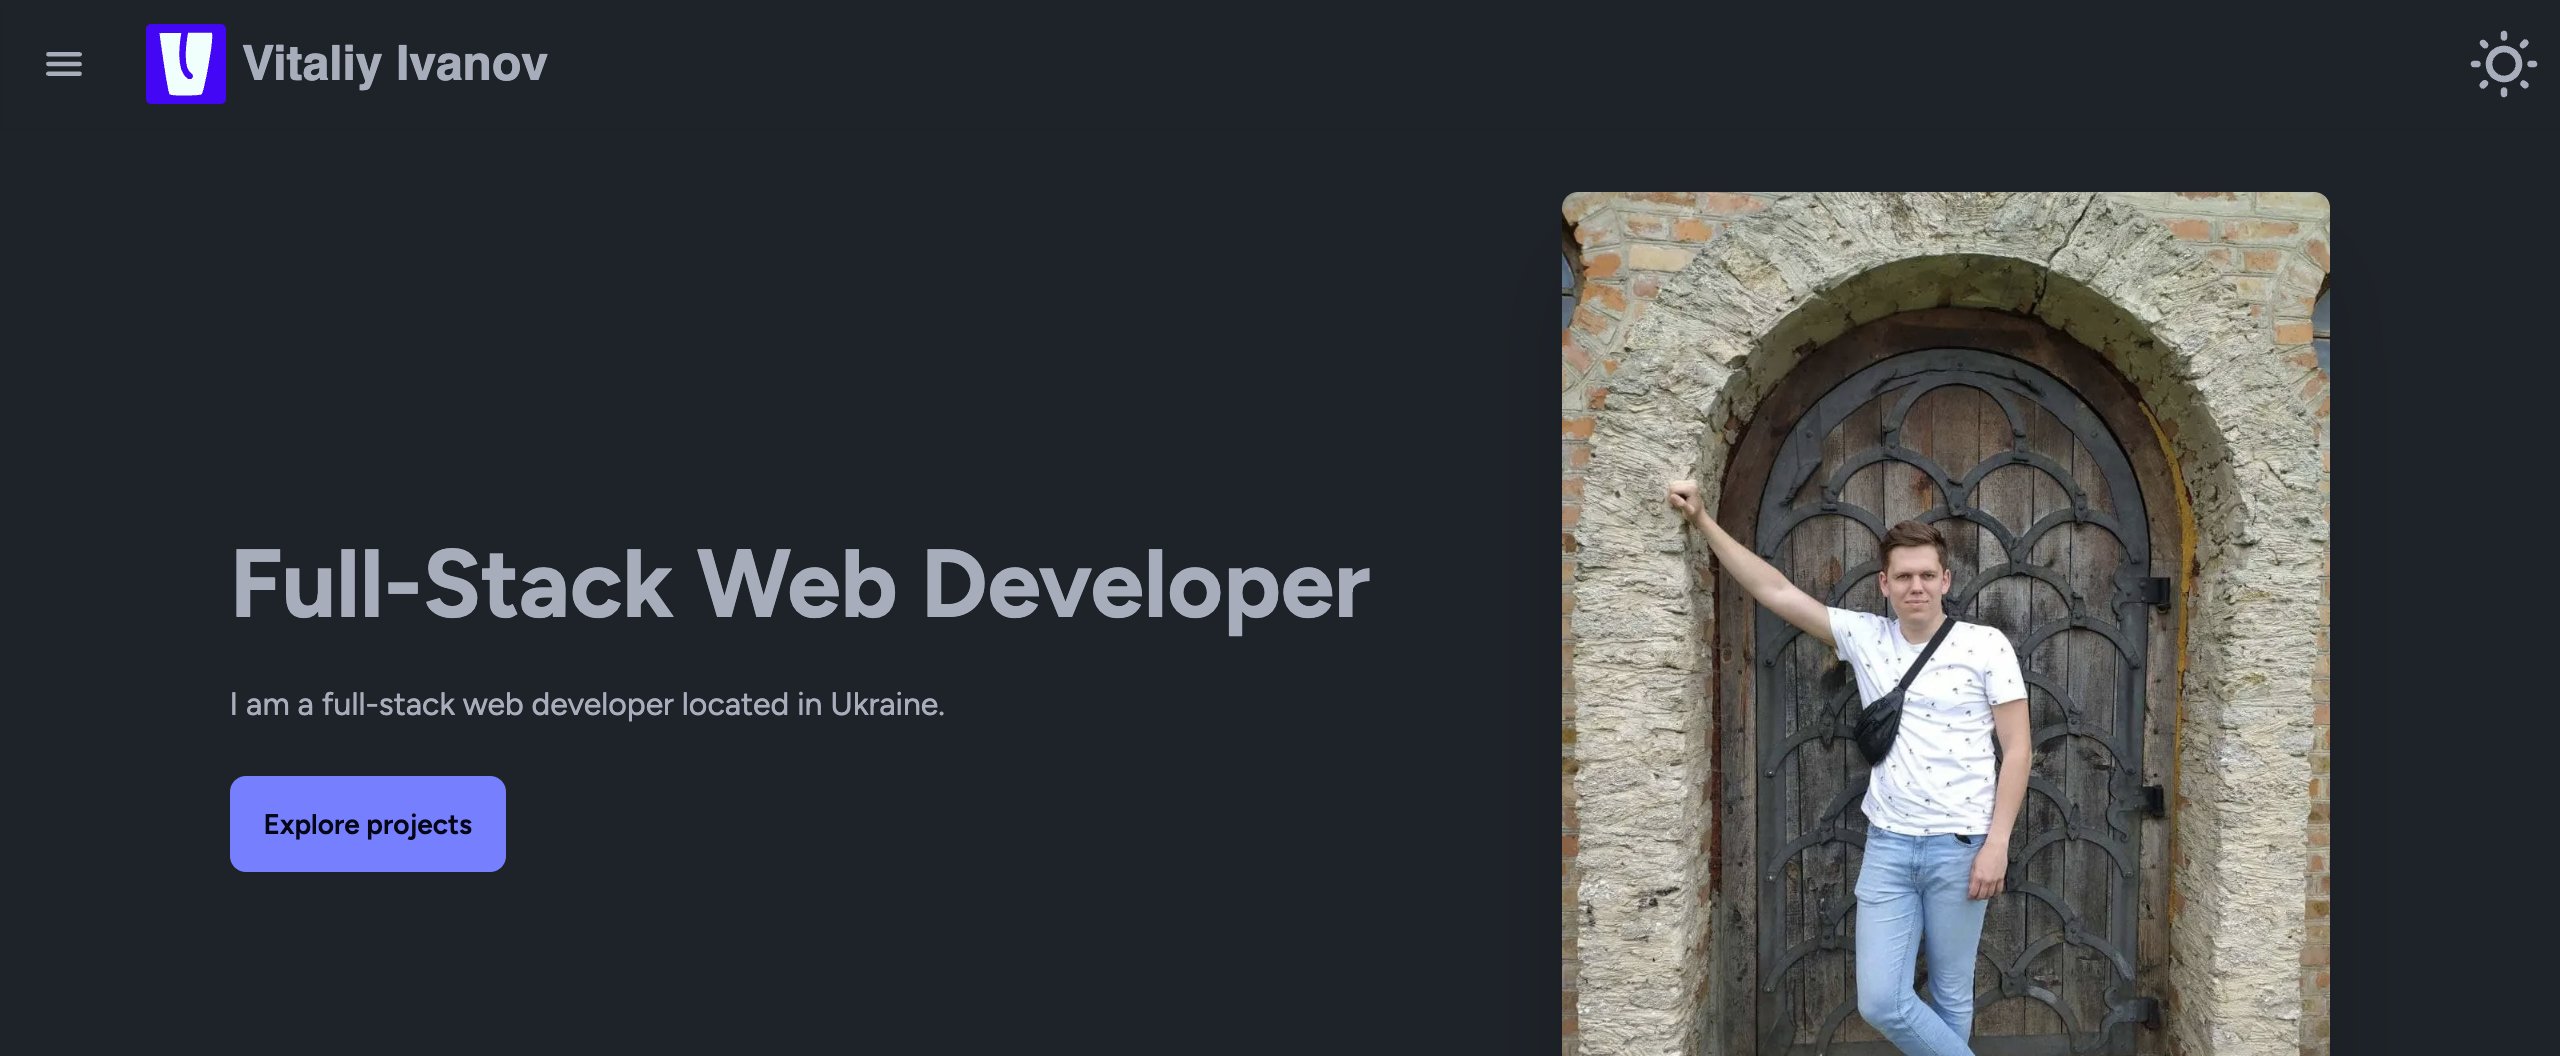 Vitaliy Ivanov
Full-Stack Web Developer
I am a full-stack web developer located in Ukraine.
Explore projects